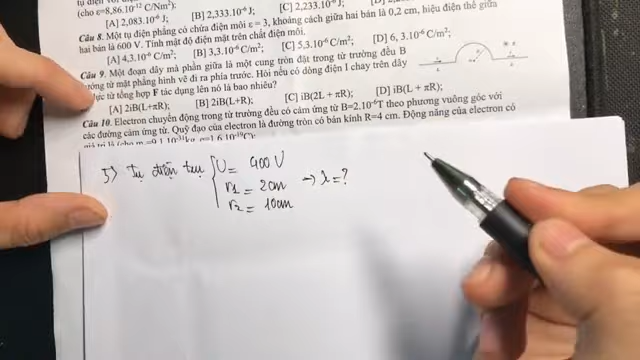 (cho ε=8,86.10⁻¹² C/Nm²):
[A] 2,083.10⁻⁶ J; [B] 2,333.10⁻⁶ J; [C] 2,233.10⁻⁶ J;
Câu 8. Một tụ điện phẳng có chứa điện môi ε = 3, khoảng cách giữa hai bản là 0,2 cm, hiệu điện thế giữa
hai bản là 600 V. Tính mật độ điện mặt trên chất điện môi.
[A] 4,3.10⁻⁶ C/m²; [B] 3,3.10⁻⁶ C/m²; [C] 5,3.10⁻⁶ C/m²; [D] 6, 3.10⁻⁶ C/m²;
Câu 9. Một đoạn dây mà phần giữa là một cung tròn đặt trong từ trường đều B
hướng từ mặt phẳng hình vẽ đi ra phía trước. Hỏi nếu có dòng điện I chạy trên dây
lực từ tổng hợp F tác dụng lên nó là bao nhiêu?
[A] 2iB(L+πR); [B] 2iB(L+R); [C] iB(2L + πR); [D] iB(L + πR);
Câu 10. Electron chuyển động trong từ trường đều có cảm ứng từ B=2.10⁻⁶T theo phương vuông góc với
các đường cảm ứng từ. Quỹ đạo của electron là đường tròn có bán kính R=4 cm. Động năng của electron có
5) Tụ điện trụ U = 400 V
r1 = 2cm → λ = ?
r2 = 10cm